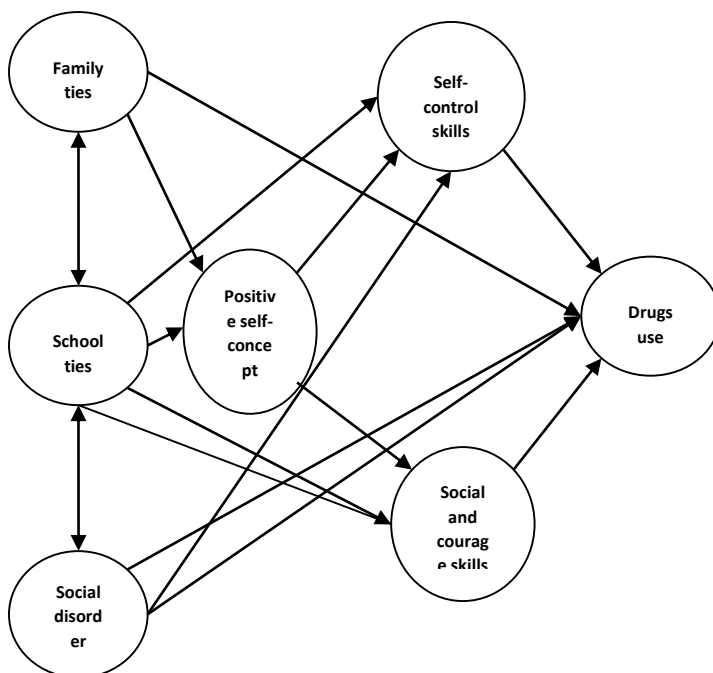 Family
ties
Self-
control
skills
Positiv
e self-
conce
pt
School
ties
Drugs
use
Social
and
courag
e skills
Social
disord
er